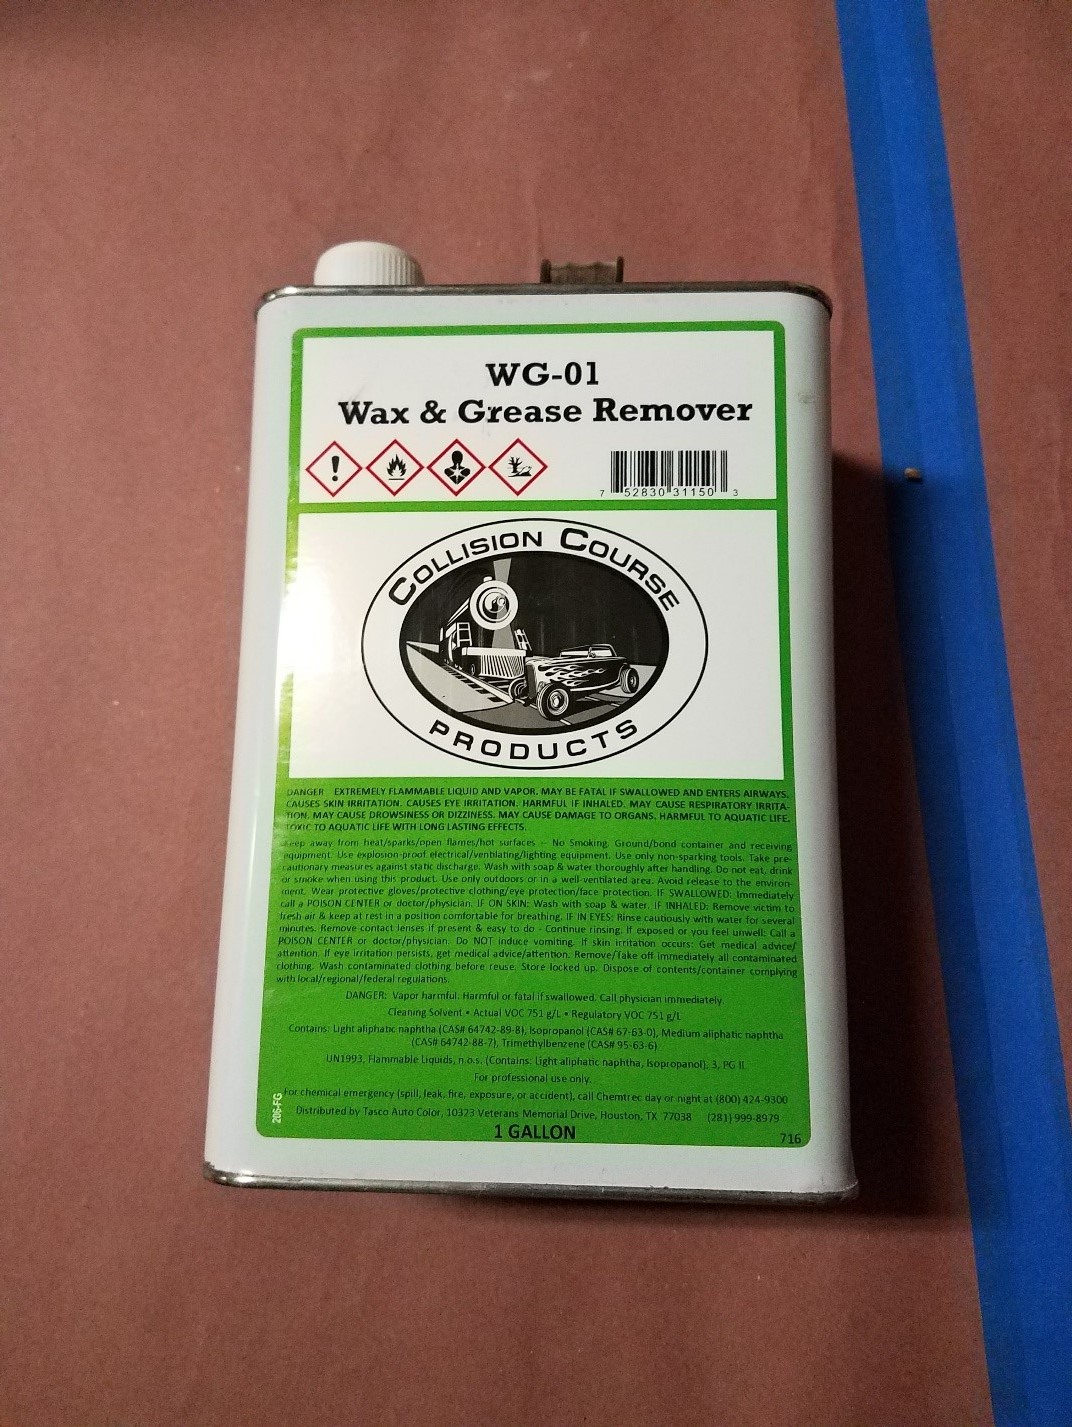 WG-01
Wax & Grease Remover
7 52830 31150 3
COLLISION COURSE
PRODUCTS
DANGER EXTREMELY FLAMMABLE LIQUID AND VAPOR. MAY BE FATAL IF SWALLOWED AND ENTERS AIRWAYS.
CAUSES SKIN IRRITATION. CAUSES EYE IRRITATION. HARMFUL IF INHALED. MAY CAUSE RESPIRATORY IRRITA-
TION. MAY CAUSE DROWSINESS OR DIZZINESS. MAY CAUSE DAMAGE TO ORGANS. HARMFUL TO AQUATIC LIFE,
TOXIC TO AQUATIC LIFE WITH LONG LASTING EFFECTS.
Keep away from heat/sparks/open flames/hot surfaces -- No Smoking. Ground/bond container and receiving
equipment. Use explosion-proof electrical/ventilating/lighting equipment. Use only non-sparking tools. Take pre-
cautionary measures against static discharge. Wash with soap & water thoroughly after handling. Do not eat, drink
or smoke when using this product. Use only outdoors or in a well-ventilated area. Avoid release to the environ-
ment. Wear protective gloves/protective clothing/eye protection/face protection. IF SWALLOWED: Immediately
call a POISON CENTER or doctor/physician. IF ON SKIN: Wash with soap & water. IF INHALED: Remove victim to
fresh air & keep at rest in a position comfortable for breathing. IF IN EYES: Rinse cautiously with water for several
minutes. Remove contact lenses if present & easy to do - Continue rinsing. If exposed or you feel unwell: Call a
POISON CENTER or doctor/physician. Do NOT induce vomiting. If skin irritation occurs: Get medical advice/
attention. If eye irritation persists, get medical advice/attention. Remove/Take off immediately all contaminated
clothing. Wash contaminated clothing before reuse. Store locked up. Dispose of contents/container complying
with local/regional/federal regulations.
DANGER: Vapor harmful. Harmful or fatal if swallowed. Call physician immediately.
Cleaning Solvent • Actual VOC 751 g/L • Regulatory VOC 751 g/L
Contains: Light aliphatic naphtha (CAS# 64742-89-8), Isopropanol (CAS# 67-63-0), Medium aliphatic naphtha
(CAS# 64742-88-7), Trimethylbenzene (CAS# 95-63-6)
UN1993, Flammable Liquids, n.o.s. (Contains: Light aliphatic naphtha, Isopropanol), 3, PG II
For professional use only.
For chemical emergency (spill, leak, fire, exposure, or accident), call Chemtrec day or night at (800) 424-9300
Distributed by Tasco Auto Color, 10323 Veterans Memorial Drive, Houston, TX 77038 (281) 999-8979
206-FG
1 GALLON
716